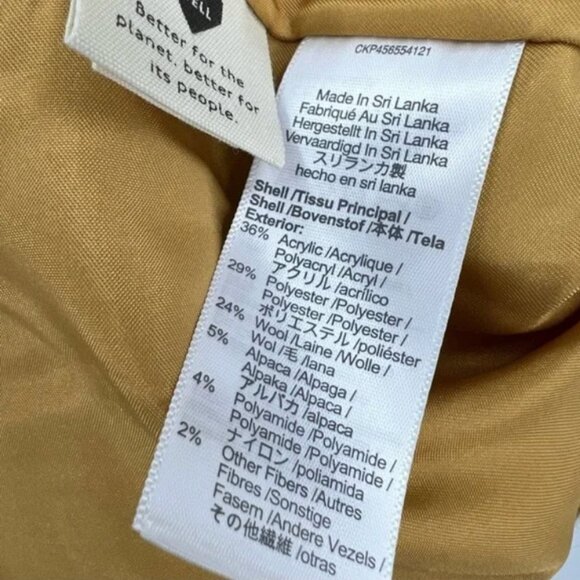 ELL
Better for the
planet, better for
its people.
CKP456554121
Made In Sri Lanka
Fabriqué Au Sri Lanka
Hergestellt In Sri Lanka
Vervaardigd In Sri Lanka
スリランカ製
hecho en sri lanka
Shell /Tissu Principal /
Shell /Bovenstof /本体 /Tela
Exterior:
36% Acrylic /Acrylique /
Polyacryl /Acryl /
アクリル /acrílico
29% Polyester /Polyester /
Polyester /Polyester /
ポリエステル /poliéster
24% Wool /Laine /Wolle /
Wol /毛 /lana
5% Alpaca /Alpaga /
Alpaka /Alpaca /
アルパカ /alpaca
4% Polyamide /Polyamide /
Polyamide /Polyamide /
ナイロン /poliamida
2% Other Fibers /Autres
Fibres /Sonstige
Fasern /Andere Vezels /
その他繊維 /otras